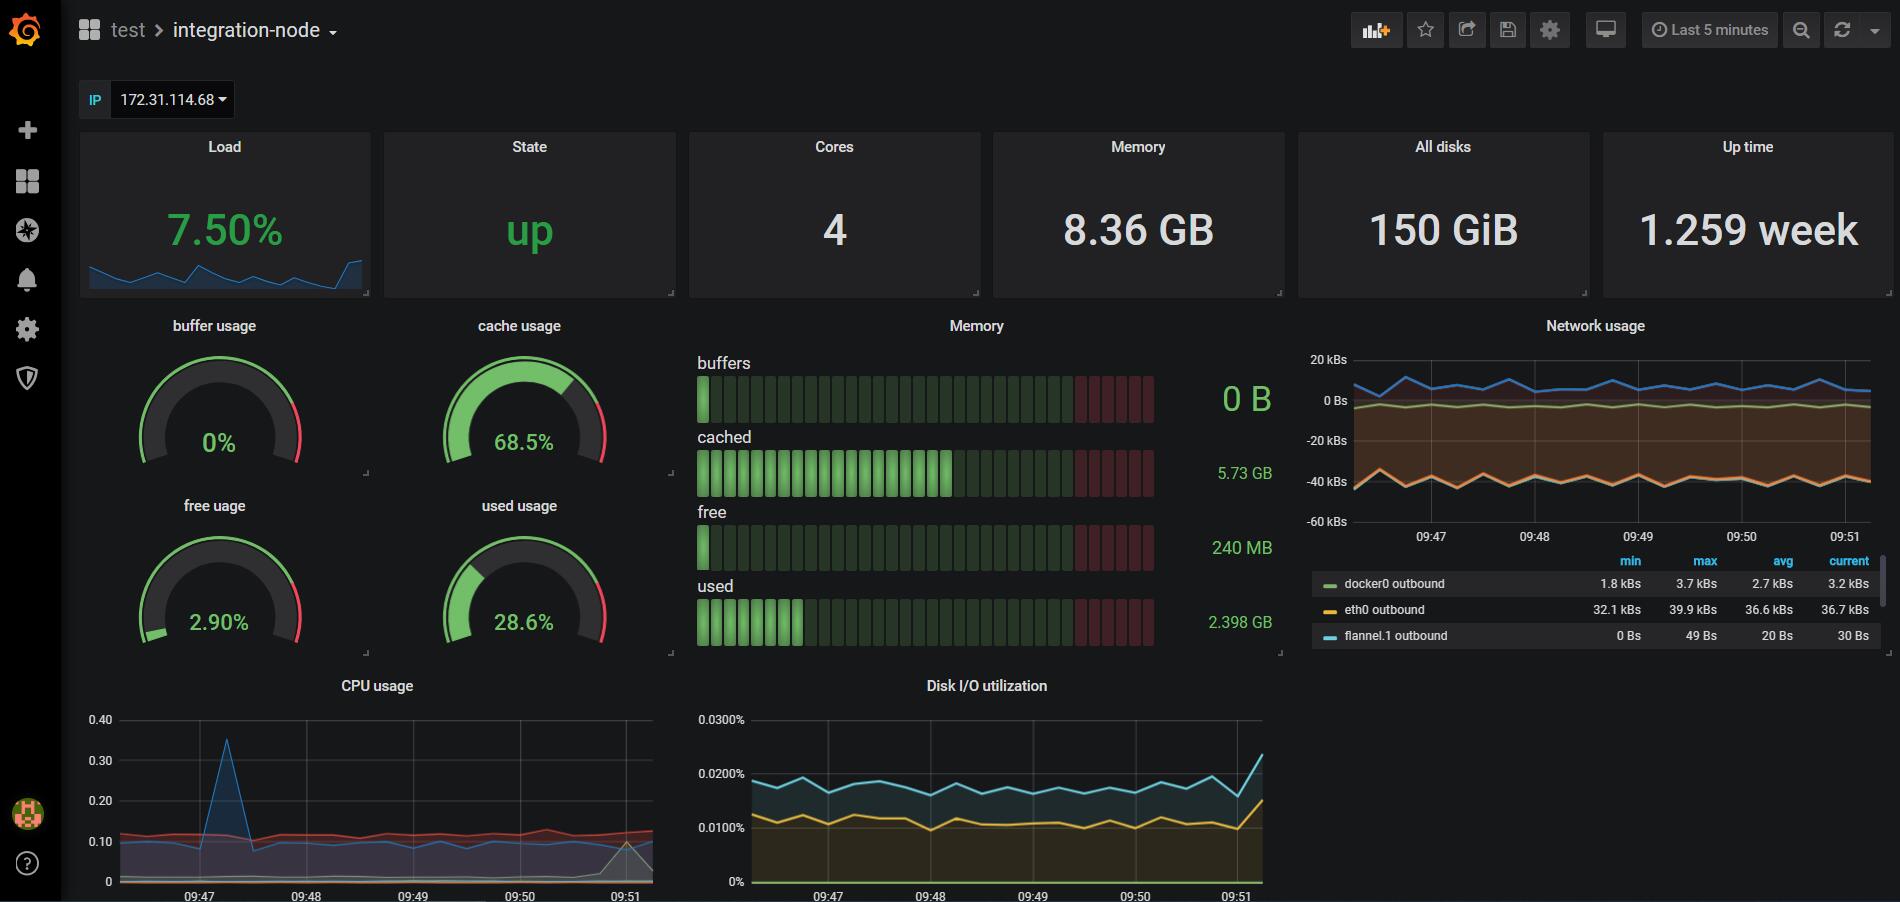 test > integration-node
Last 5 minutes
IP 172.31.114.68
Load
7.50%
State
up
Cores
4
Memory
8.36 GB
All disks
150 GiB
Up time
1.259 week
buffer usage
0%
cache usage
68.5%
free uage
2.90%
used usage
28.6%
Memory
buffers
0 B
cached
5.73 GB
free
240 MB
used
2.398 GB
Network usage
20 kBs
0 Bs
-20 kBs
-40 kBs
-60 kBs
09:47 09:48 09:49 09:50 09:51
min max avg current
docker0 outbound 1.8 kBs 3.7 kBs 2.7 kBs 3.2 kBs
eth0 outbound 32.1 kBs 39.9 kBs 36.6 kBs 36.7 kBs
flannel.1 outbound 0 Bs 49 Bs 20 Bs 30 Bs
CPU usage
0.40
0.30
0.20
0.10
0
09:47 09:48 09:49 09:50 09:51
Disk I/O utilization
0.0300%
0.0200%
0.0100%
0%
09:47 09:48 09:49 09:50 09:51